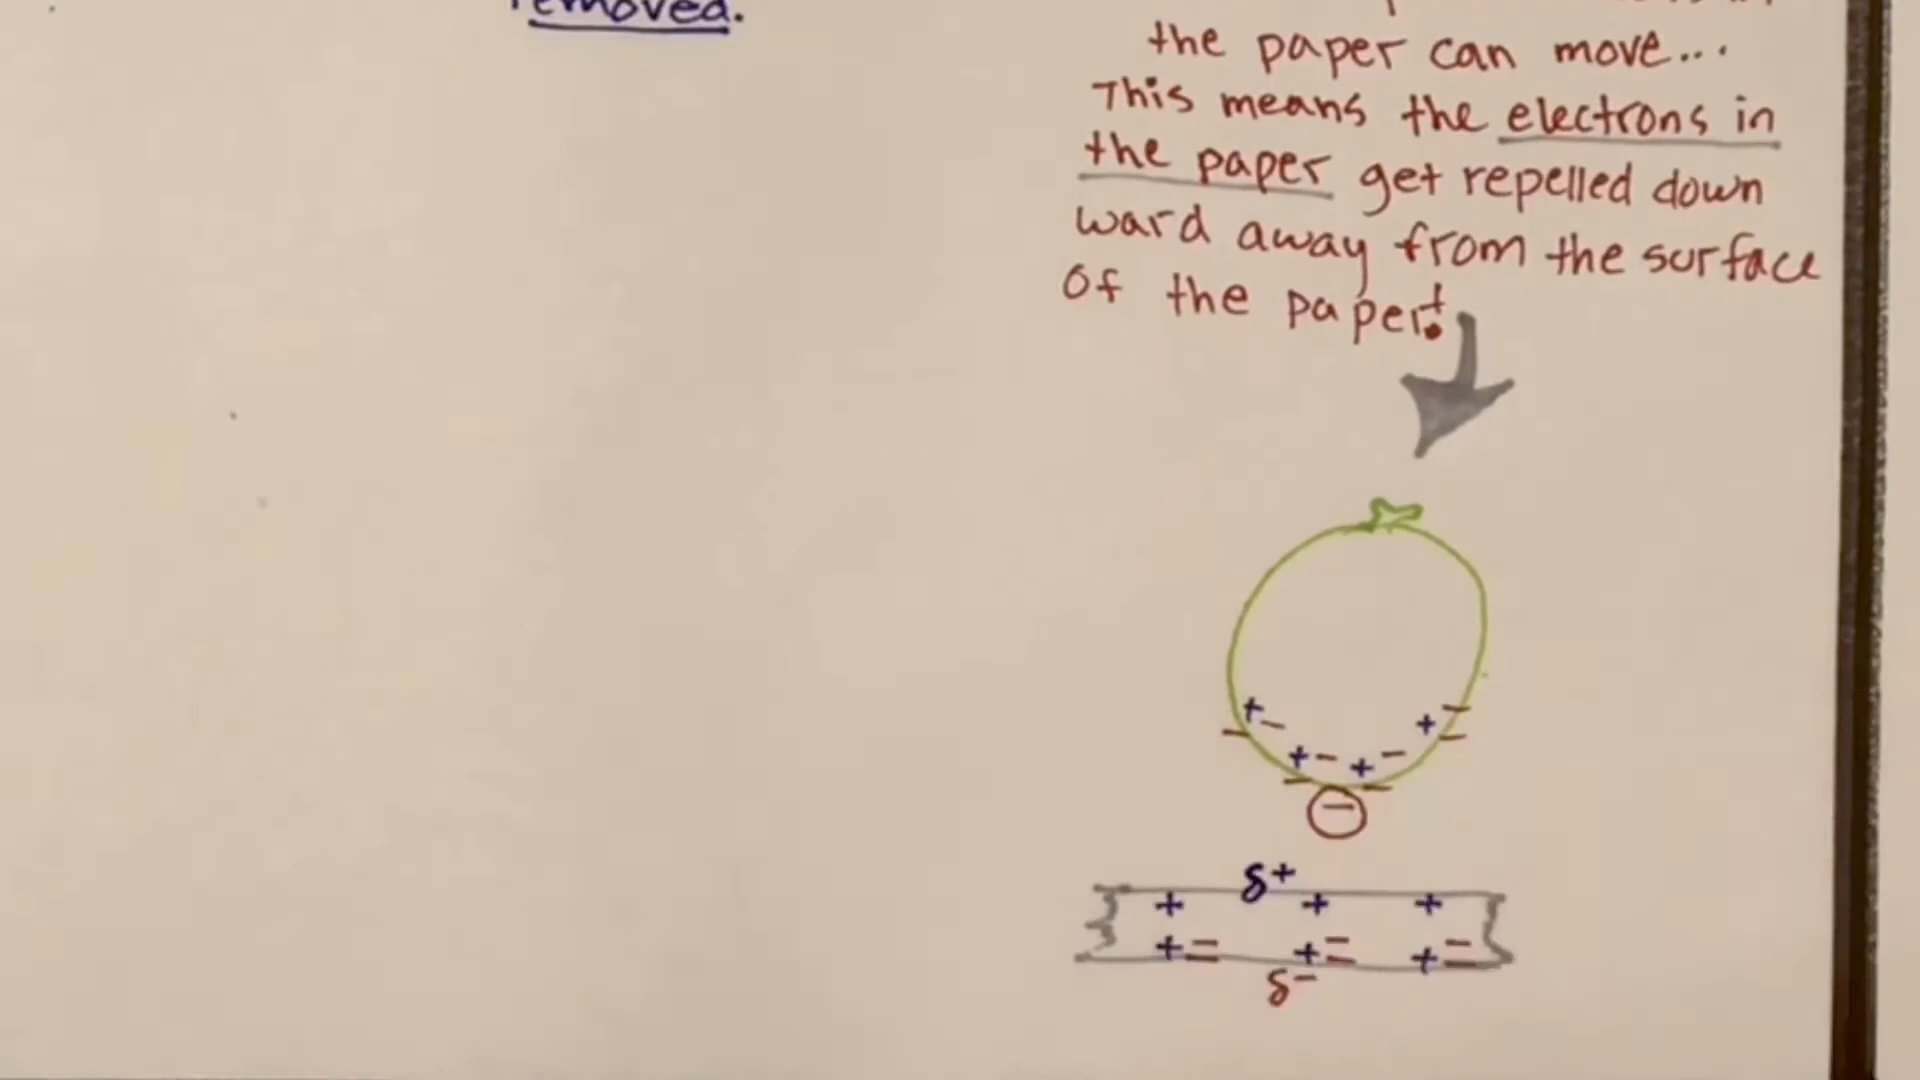 removed.
the paper can move...
This means the electrons in
the paper get repelled down
ward away from the surface
of the paper!
+ - + - + - +
- - - - -
-
δ+
+ + +
+= += +=
δ-